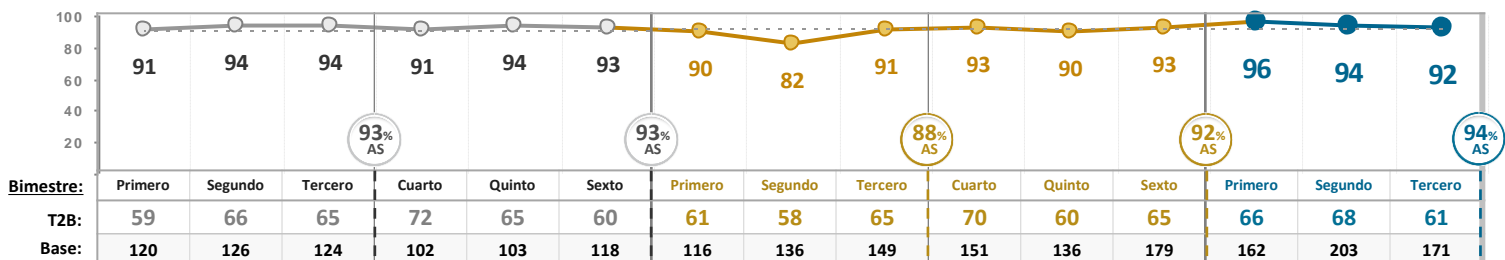 100
91 94 94 91 94 93 90 82 91 93 90 93 96 94 92
80
60
40
20
93% AS 93% AS 88% AS 92% AS 94% AS
Bimestre: Primero Segundo Tercero Cuarto Quinto Sexto Primero Segundo Tercero Cuarto Quinto Sexto Primero Segundo Tercero
T2B: 59 66 65 72 65 60 61 58 65 70 60 65 66 68 61
Base: 120 126 124 102 103 118 116 136 149 151 136 179 162 203 171